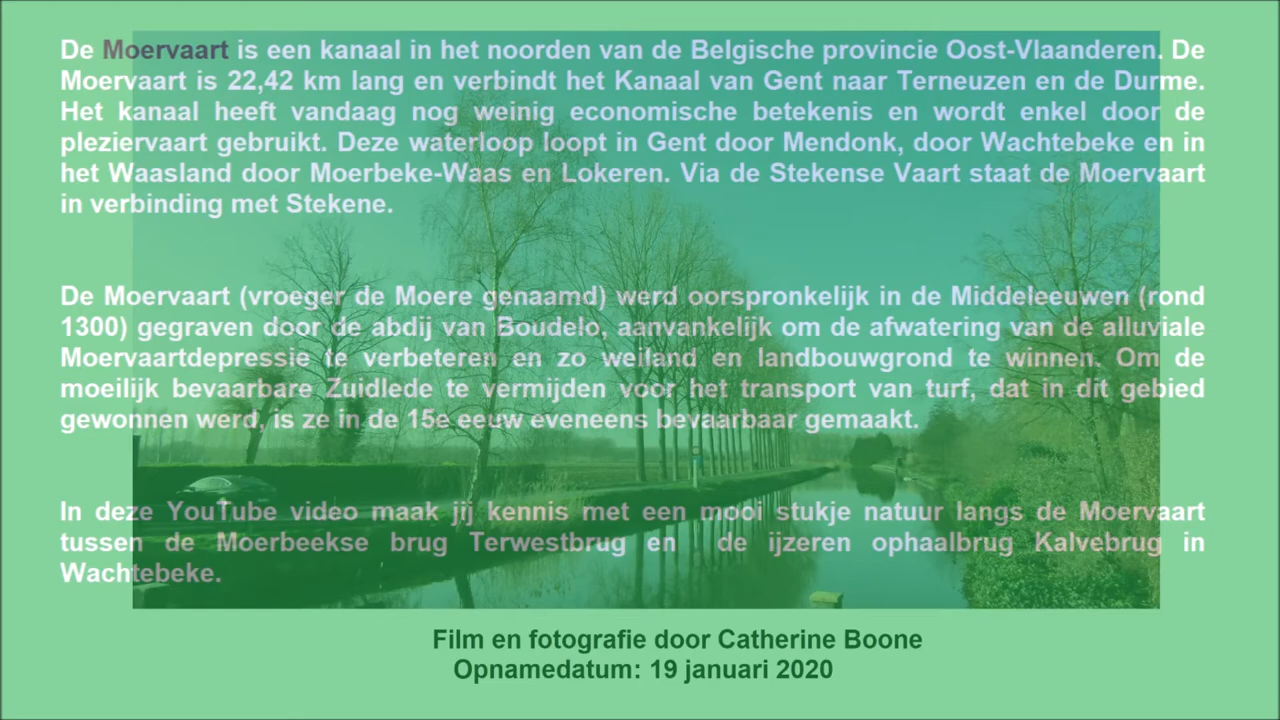 De Moervaart is een kanaal in het noorden van de Belgische provincie Oost-Vlaanderen. De
Moervaart is 22,42 km lang en verbindt het Kanaal van Gent naar Terneuzen en de Durme.
Het kanaal heeft vandaag nog weinig economische betekenis en wordt enkel door de
pleziervaart gebruikt. Deze waterloop loopt in Gent door Mendonk, door Wachtebeke en in
het Waasland door Moerbeke-Waas en Lokeren. Via de Stekense Vaart staat de Moervaart
in verbinding met Stekene.
De Moervaart (vroeger de Moere genaamd) werd oorspronkelijk in de Middeleeuwen (rond
1300) gegraven door de abdij van Boudelo, aanvankelijk om de afwatering van de alluviale
Moervaartdepressie te verbeteren en zo weiland en landbouwgrond te winnen. Om de
moeilijk bevaarbare Zuidlede te vermijden voor het transport van turf, dat in dit gebied
gewonnen werd, is ze in de 15e eeuw eveneens bevaarbaar gemaakt.
In deze YouTube video maak jij kennis met een mooi stukje natuur langs de Moervaart
tussen de Moerbeekse brug Terwestbrug en de ijzeren ophaalbrug Kalvebrug in
Wachtebeke.
Film en fotografie door Catherine Boone
Opnamedatum: 19 januari 2020